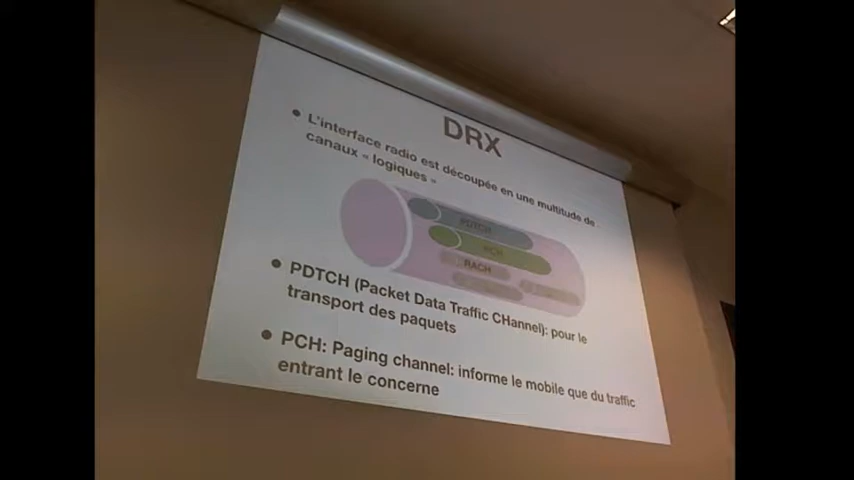 DRX
● L'interface radio est découpée en une multitude de
canaux « logiques »
PDTCH
PCH
RACH
● PDTCH (Packet Data Traffic CHannel): pour le
transport des paquets
● PCH: Paging channel: informe le mobile que du traffic
entrant le concerne